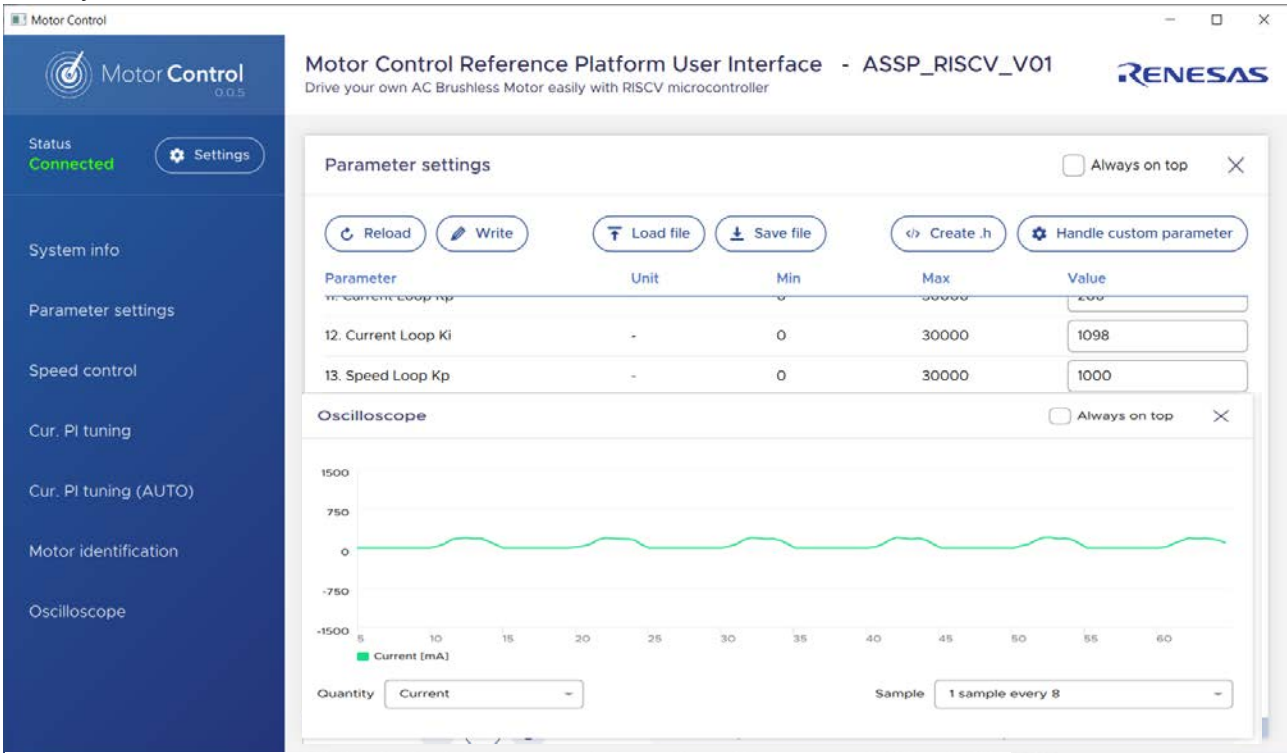 Motor Control
Motor Control
0.0.5
Motor Control Reference Platform User Interface - ASSP_RISCV_V01
Drive your own AC Brushless Motor easily with RISCV microcontroller
RENESAS
Status
Connected
Settings
System info
Parameter settings
Speed control
Cur. PI tuning
Cur. PI tuning (AUTO)
Motor identification
Oscilloscope
Parameter settings
Always on top
Reload
Write
Load file
Save file
</> Create .h
Handle custom parameter
Parameter Unit Min Max Value
11. Current Loop Kp
12. Current Loop Ki - 0 30000 1098
13. Speed Loop Kp - 0 30000 1000
Oscilloscope
Always on top
1500
750
0
-750
-1500
5 10 15 20 25 30 35 40 45 50 55 60
Current [mA]
Quantity Current
Sample 1 sample every 8